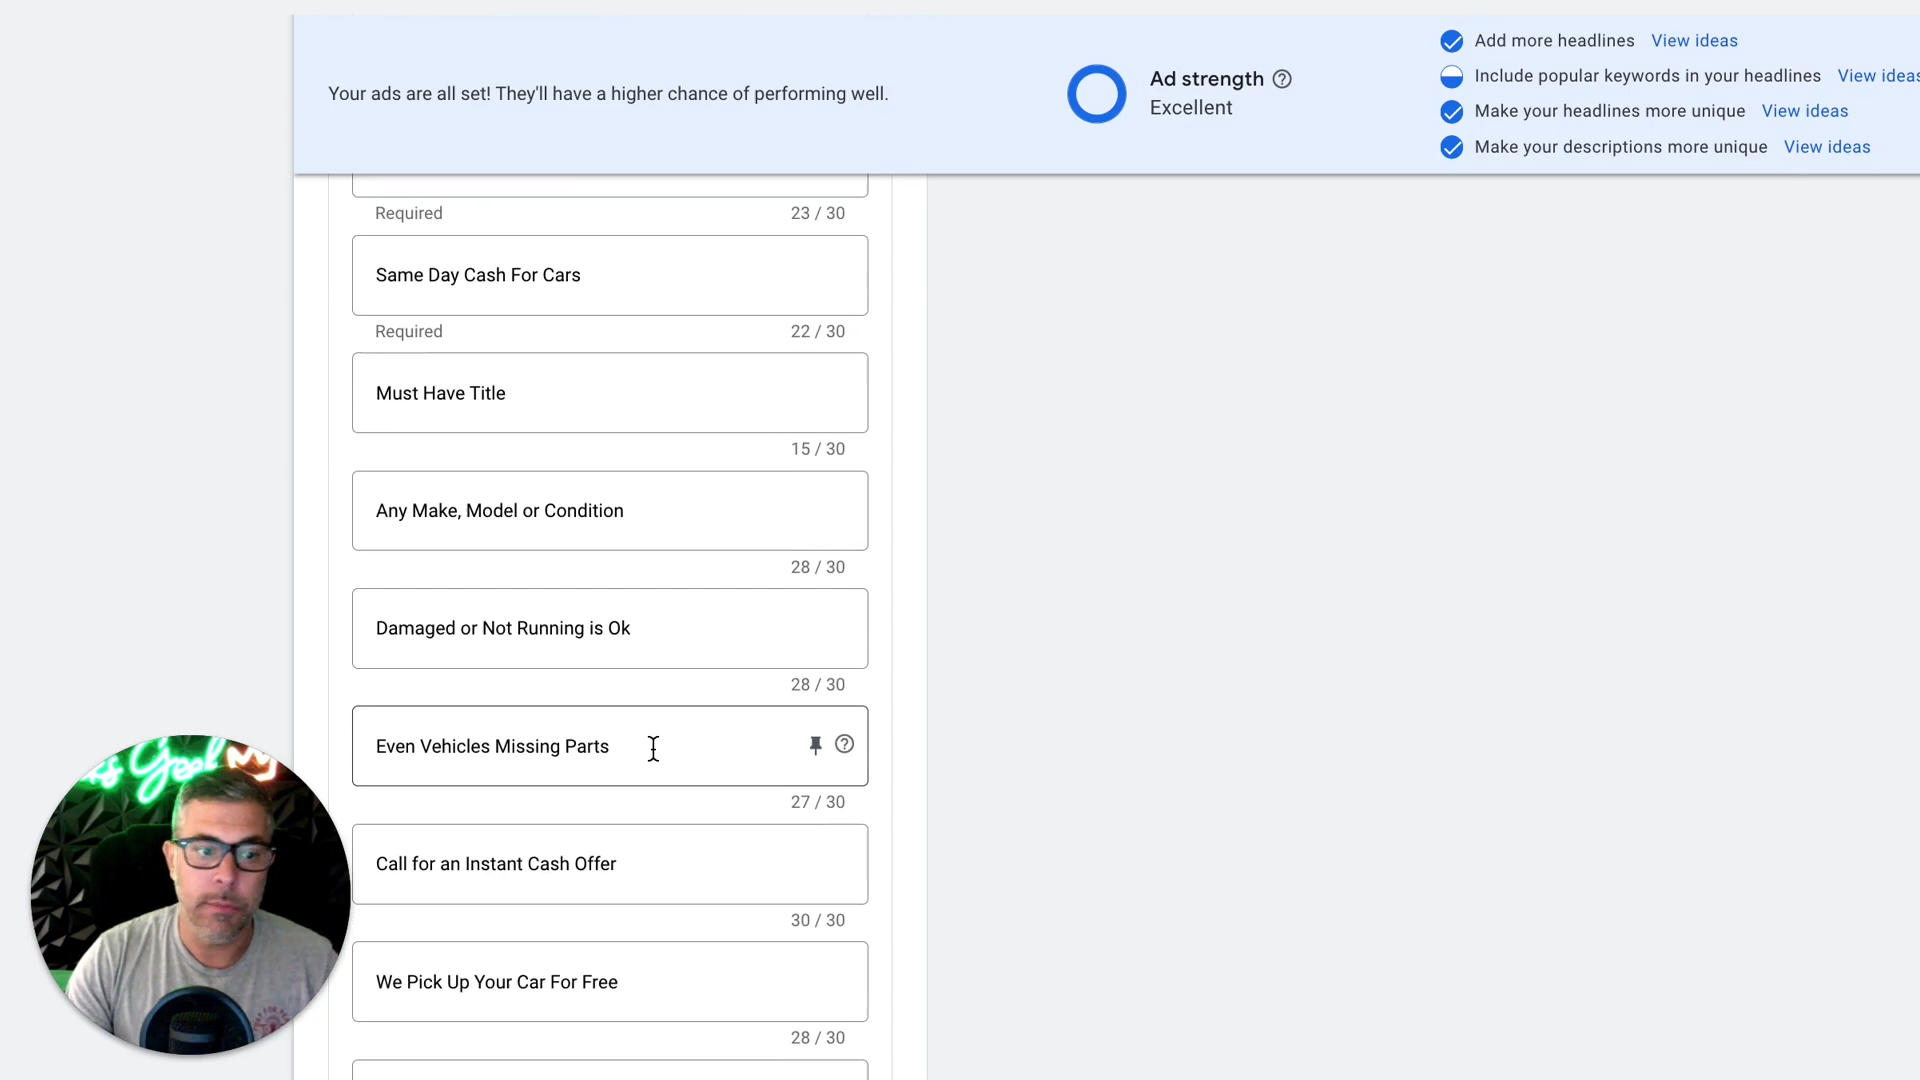 Your ads are all set! They'll have a higher chance of performing well.
Ad strength
Excellent
Add more headlines View ideas
Include popular keywords in your headlines View ideas
Make your headlines more unique View ideas
Make your descriptions more unique View ideas
Required 23 / 30
Same Day Cash For Cars
Required 22 / 30
Must Have Title
15 / 30
Any Make, Model or Condition
28 / 30
Damaged or Not Running is Ok
28 / 30
Even Vehicles Missing Parts
27 / 30
Call for an Instant Cash Offer
30 / 30
We Pick Up Your Car For Free
28 / 30